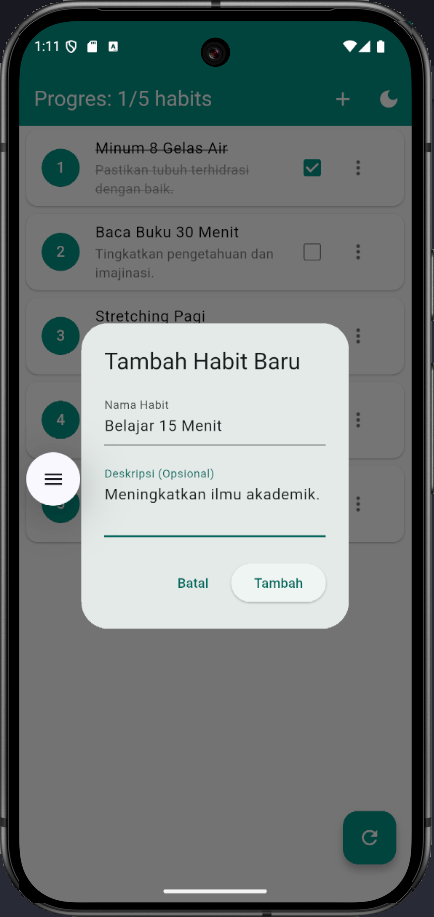 1:11
Progres: 1/5 habits
1
Minum 8 Gelas Air
Pastikan tubuh terhidrasi
dengan baik.
2
Baca Buku 30 Menit
Tingkatkan pengetahuan dan
imajinasi.
3
Stretching Pagi
Tambah Habit Baru
Nama Habit
Belajar 15 Menit
4
Deskripsi (Opsional)
Meningkatkan ilmu akademik.
Batal
Tambah